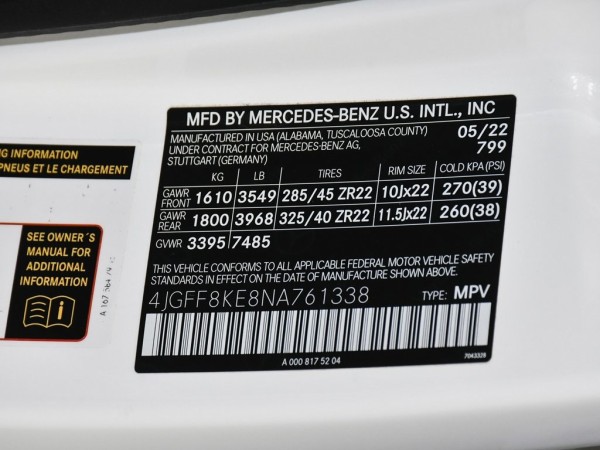 MFD BY MERCEDES-BENZ U.S. INTL., INC
MANUFACTURED IN USA (ALABAMA, TUSCALOOSA COUNTY) 05/22
UNDER CONTRACT FOR MERCEDES-BENZ AG, 799
STUTTGART (GERMANY)
KG LB TIRES RIM SIZE COLD KPA (PSI)
GAWR FRONT 1610 3549 285/45 ZR22 10Jx22 270(39)
GAWR REAR 1800 3968 325/40 ZR22 11.5Jx22 260(38)
GVWR 3395 7485
THIS VEHICLE CONFORMS TO ALL APPLICABLE FEDERAL MOTOR VEHICLE SAFETY
STANDARDS IN EFFECT ON THE DATE OF MANUFACTURE SHOWN ABOVE.
4JGFF8KE8NA761338 TYPE: MPV
A 000 817 52 04
7043339
INFORMATION
PNEUS ET LE CHARGEMENT
SEE OWNER´S
MANUAL FOR
ADDITIONAL
INFORMATION
A 167 584